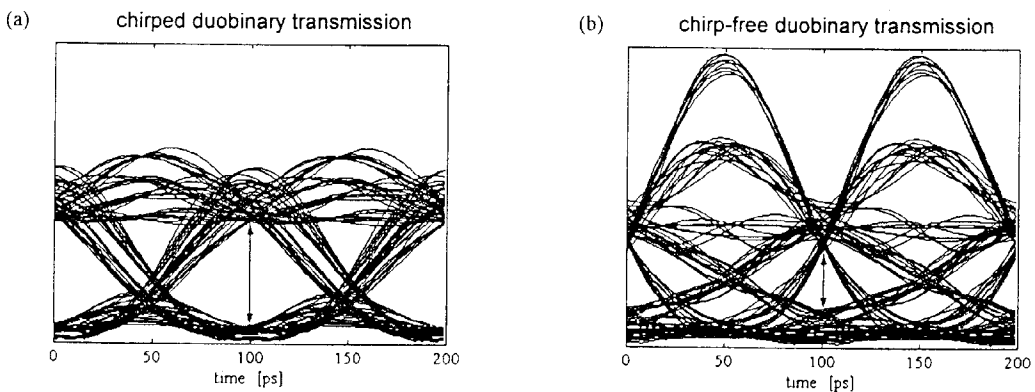 (a) chirped duobinary transmission
0 50 100 150 200
time [ps]
(b) chirp-free duobinary transmission
0 50 100 150 200
time [ps]